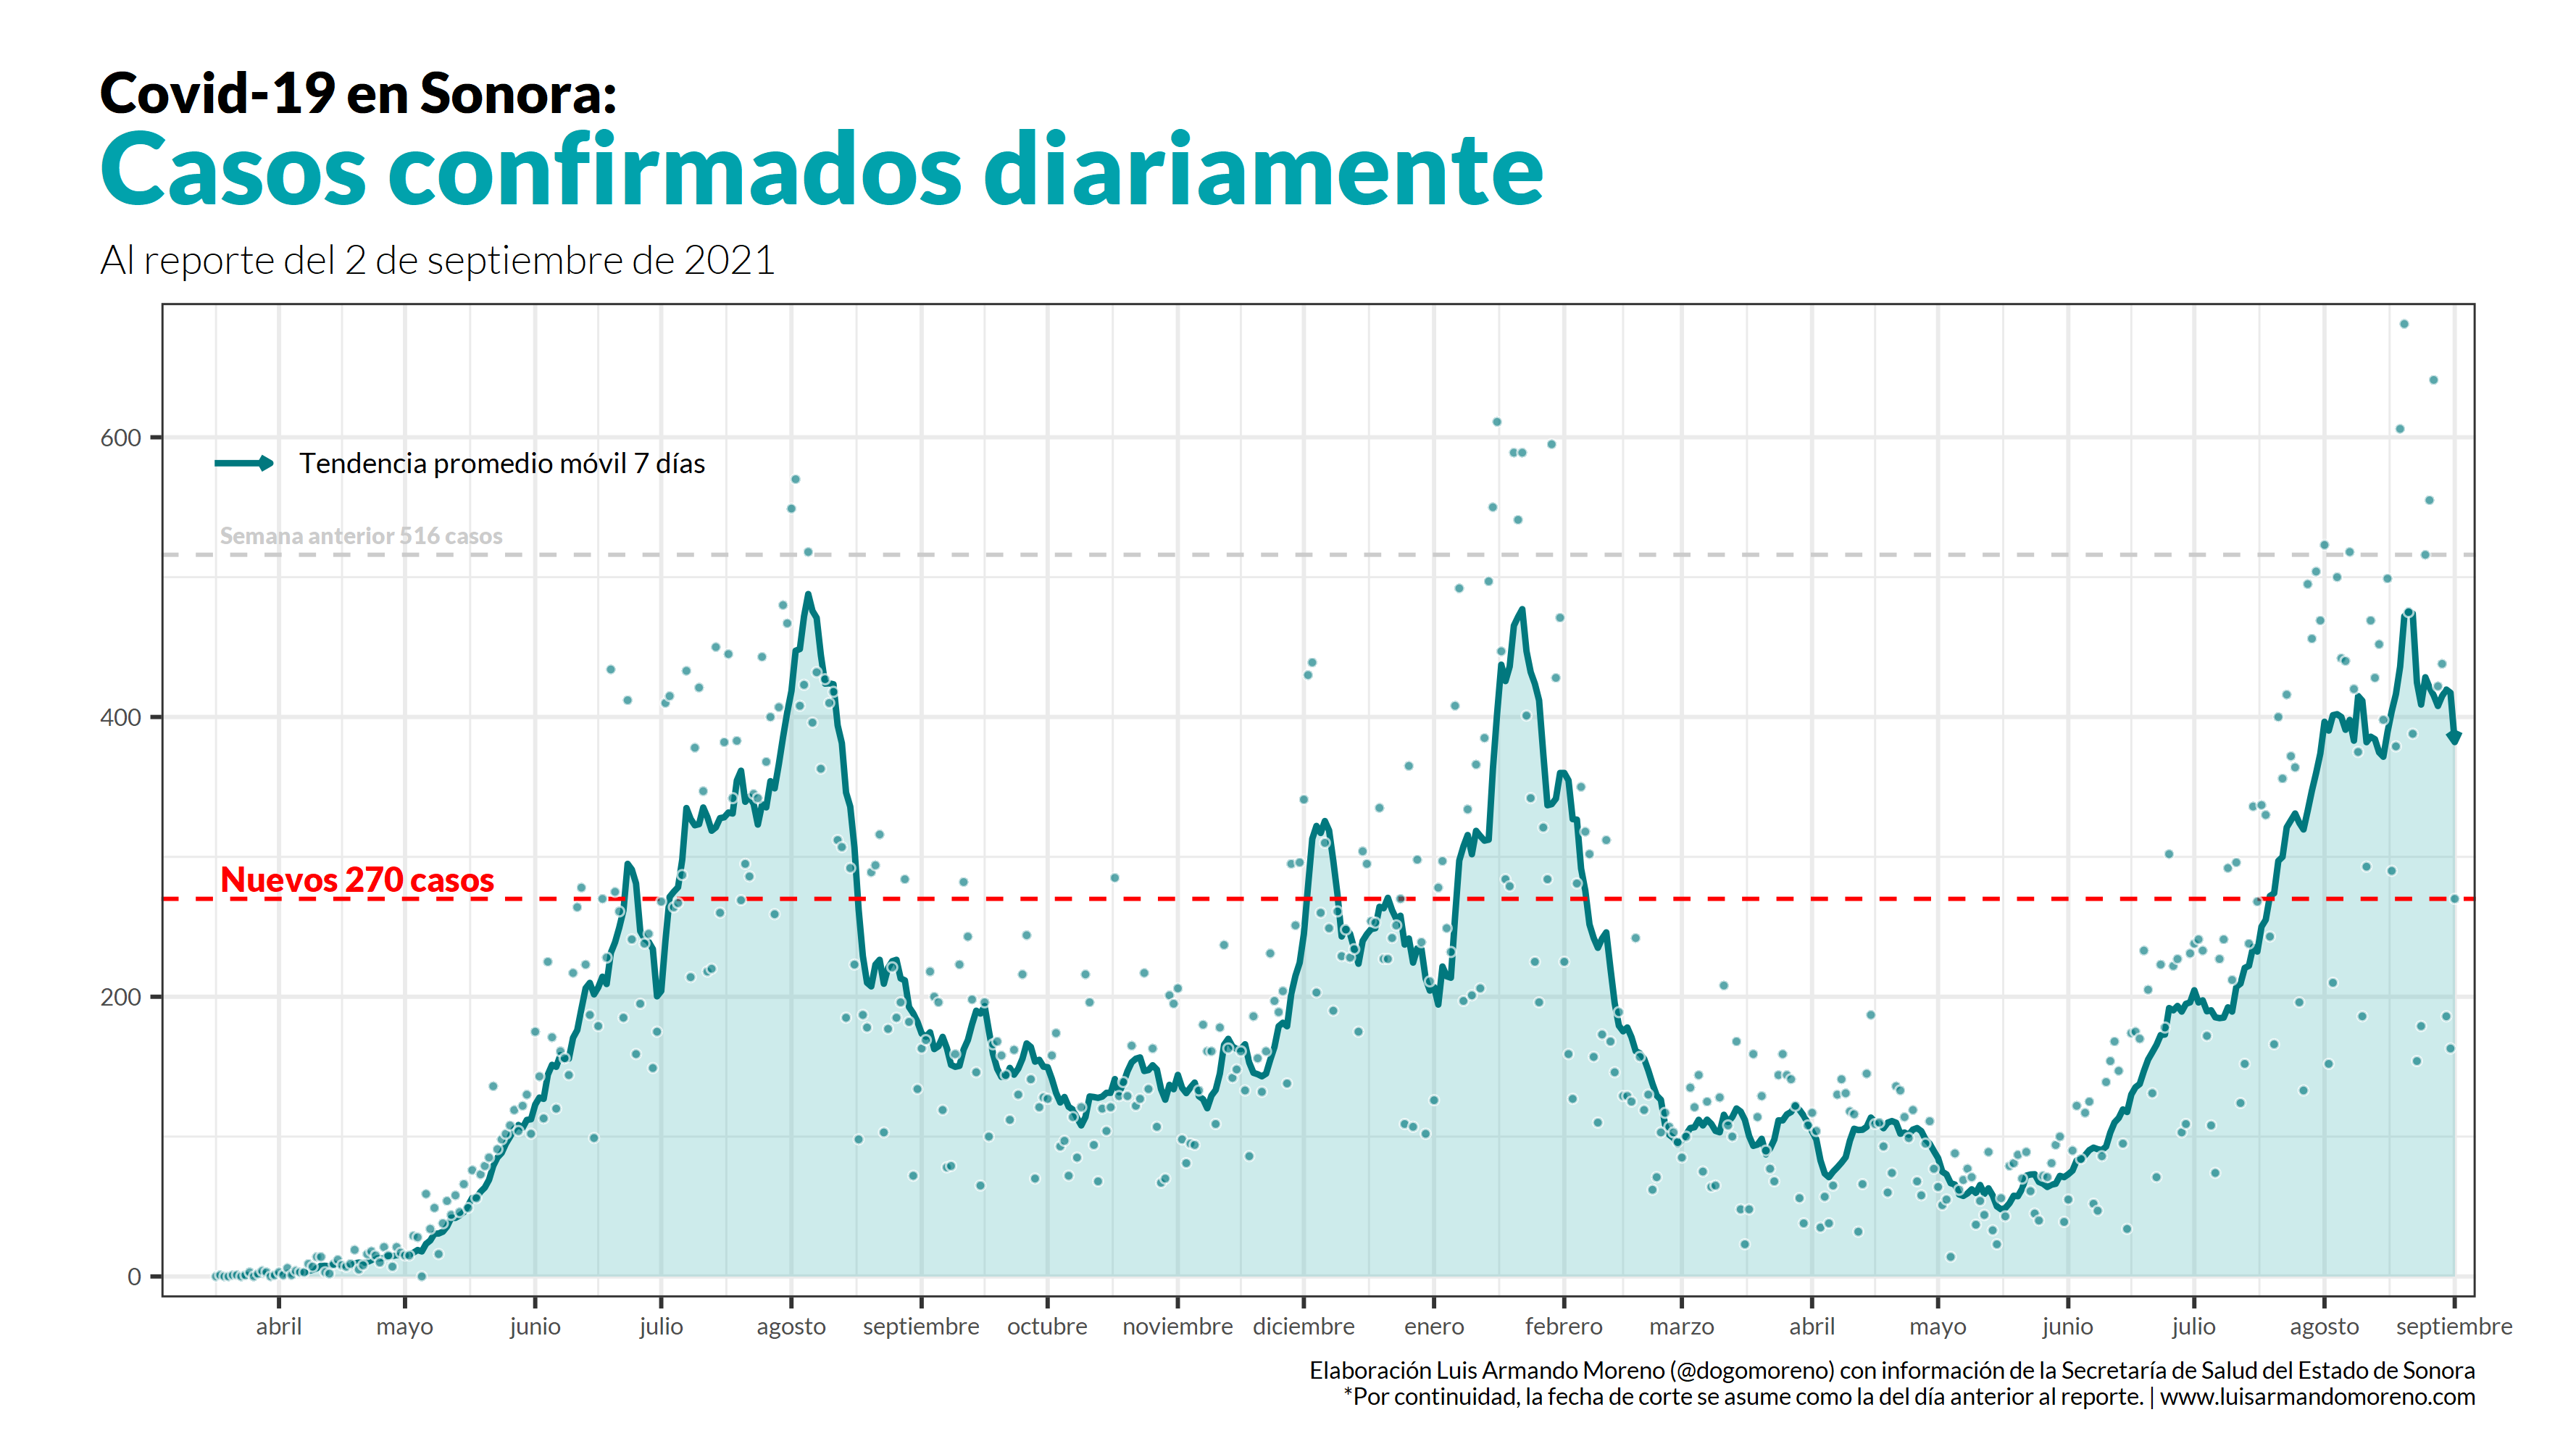 Covid-19 en Sonora:
Casos confirmados diariamente
Al reporte del 2 de septiembre de 2021
600
Tendencia promedio móvil 7 días
Semana anterior 516 casos
400
Nuevos 270 casos
200
0
abril mayo junio julio agosto septiembre octubre noviembre diciembre enero febrero marzo abril mayo junio julio agosto septiembre
Elaboración Luis Armando Moreno (@dogomoreno) con información de la Secretaría de Salud del Estado de Sonora
*Por continuidad, la fecha de corte se asume como la del día anterior al reporte. | www.luisarmandomoreno.com